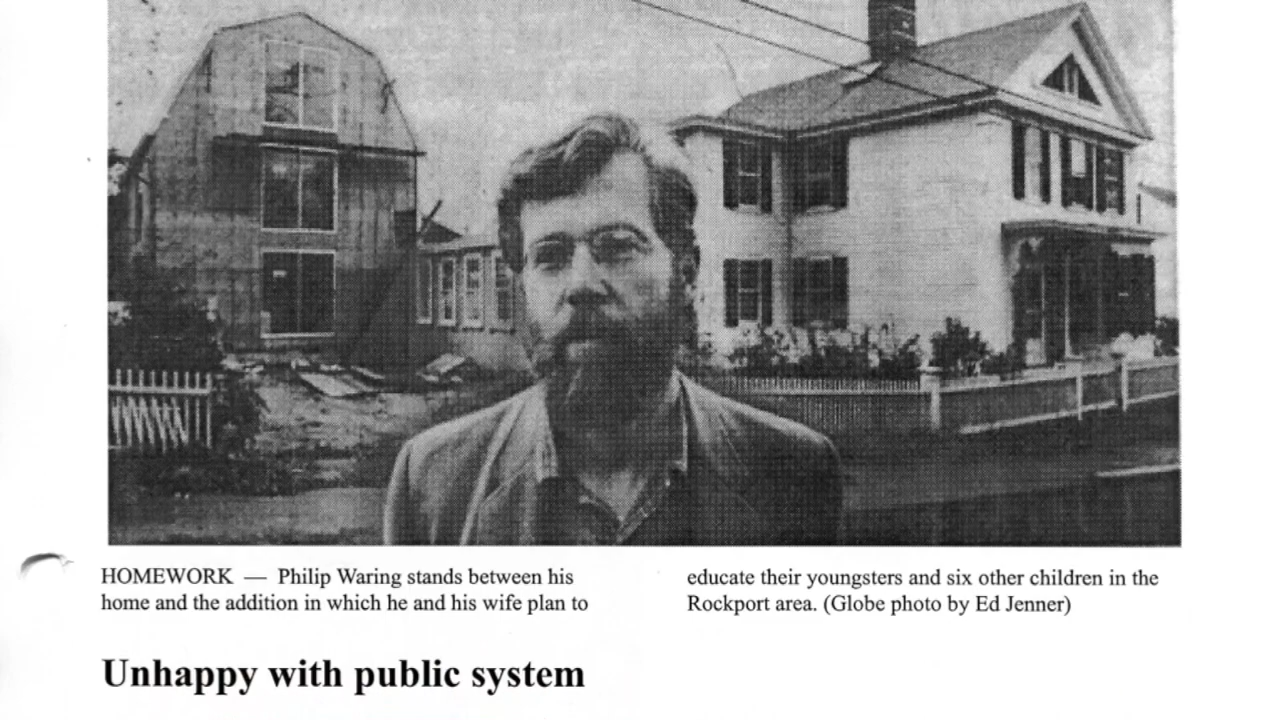 HOMEWORK — Philip Waring stands between his
home and the addition in which he and his wife plan to
educate their youngsters and six other children in the
Rockport area. (Globe photo by Ed Jenner)
Unhappy with public system